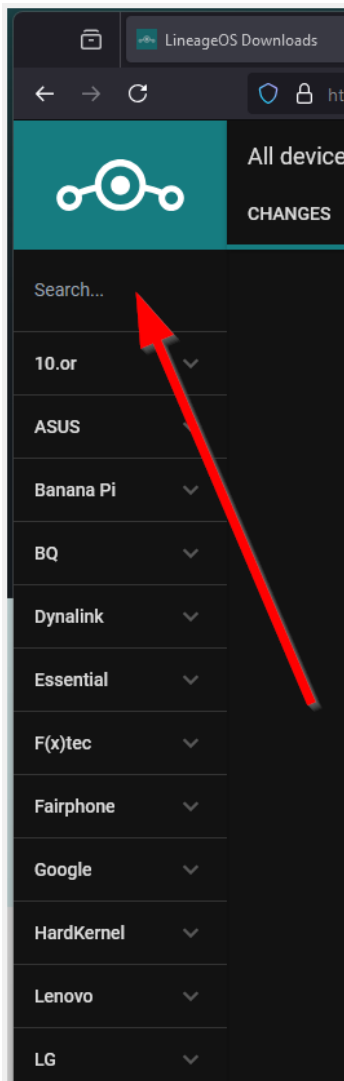 LineageOS Downloads
All device
CHANGES
Search...
10.or
ASUS
Banana Pi
BQ
Dynalink
Essential
F(x)tec
Fairphone
Google
HardKernel
Lenovo
LG